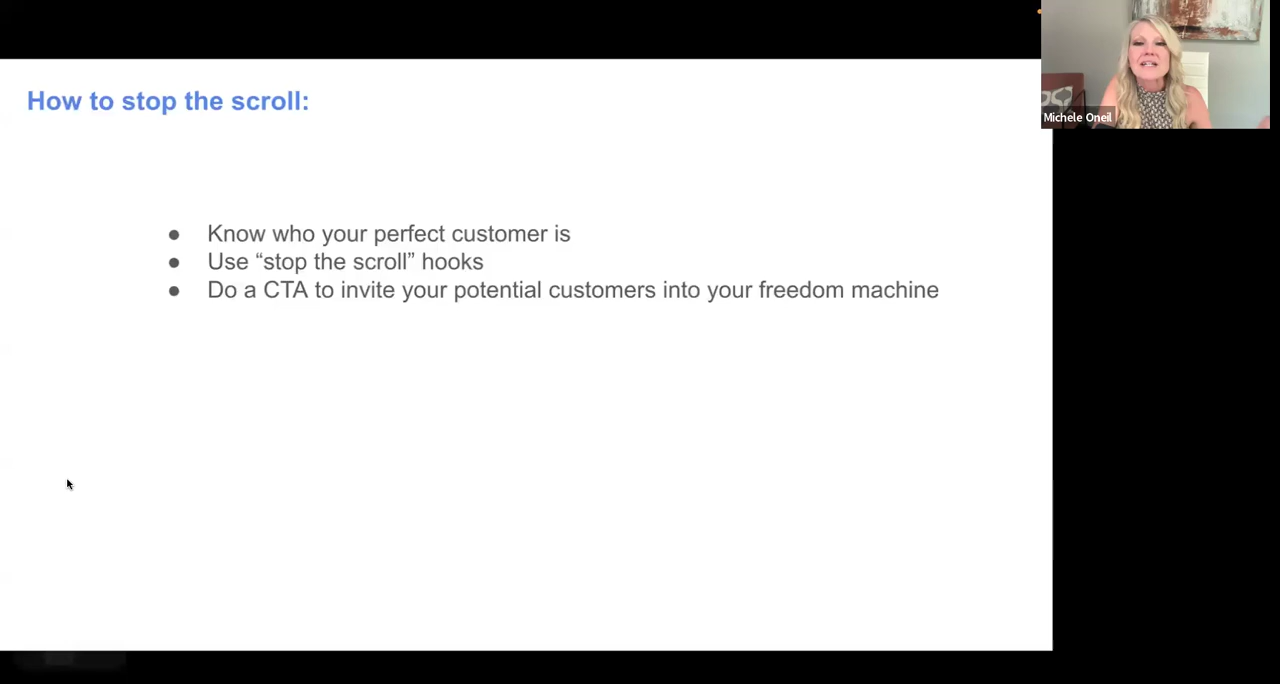 How to stop the scroll:
● Know who your perfect customer is
● Use “stop the scroll” hooks
● Do a CTA to invite your potential customers into your freedom machine
Michele Oneil